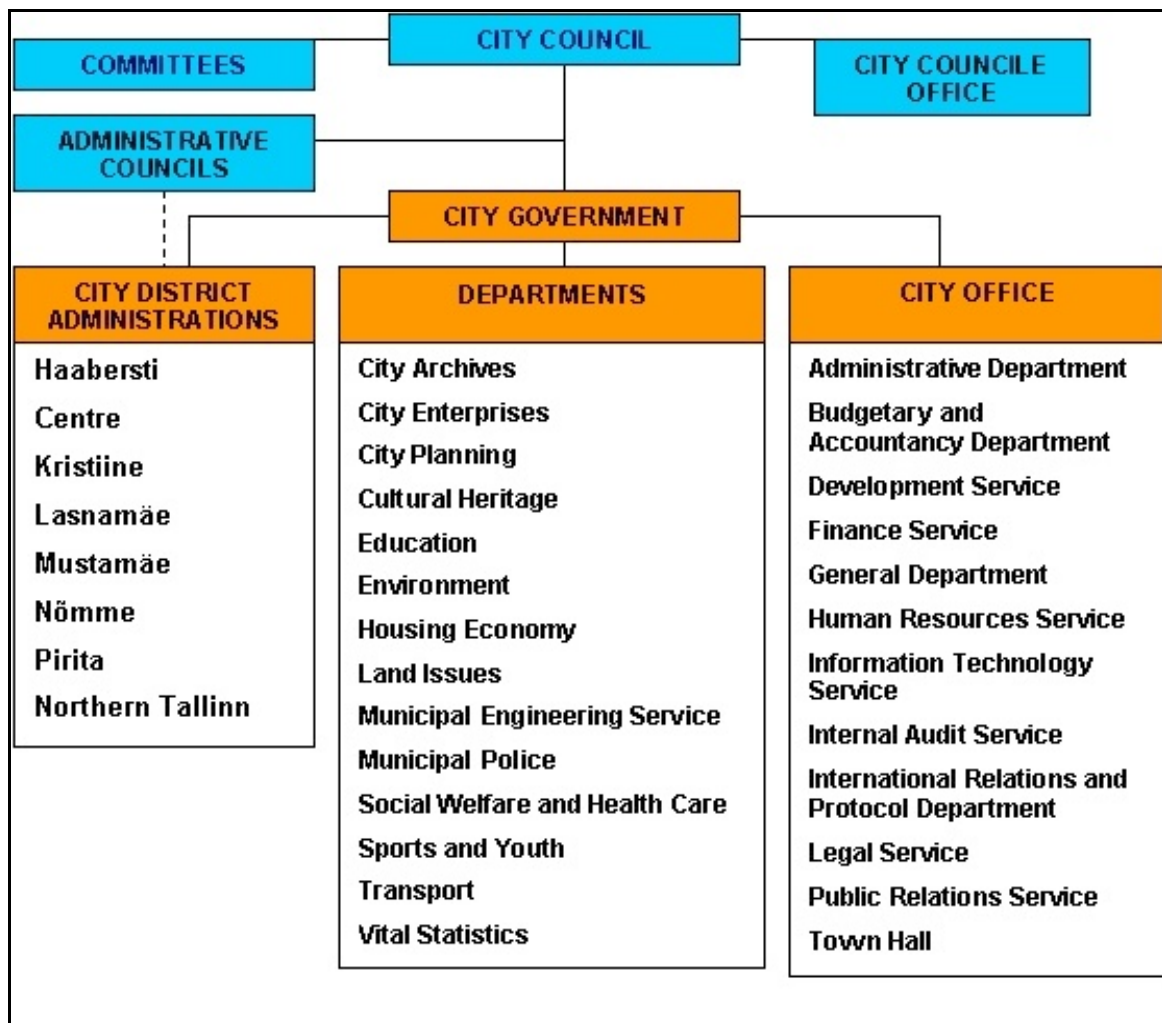 CITY COUNCIL
COMMITTEES
CITY COUNCILE
OFFICE
ADMINISTRATIVE
COUNCILS
CITY GOVERNMENT
CITY DISTRICT
ADMINISTRATIONS
Haabersti
Centre
Kristiine
Lasnamäe
Mustamäe
Nõmme
Pirita
Northern Tallinn
DEPARTMENTS
City Archives
City Enterprises
City Planning
Cultural Heritage
Education
Environment
Housing Economy
Land Issues
Municipal Engineering Service
Municipal Police
Social Welfare and Health Care
Sports and Youth
Transport
Vital Statistics
CITY OFFICE
Administrative Department
Budgetary and
Accountancy Department
Development Service
Finance Service
General Department
Human Resources Service
Information Technology
Service
Internal Audit Service
International Relations and
Protocol Department
Legal Service
Public Relations Service
Town Hall